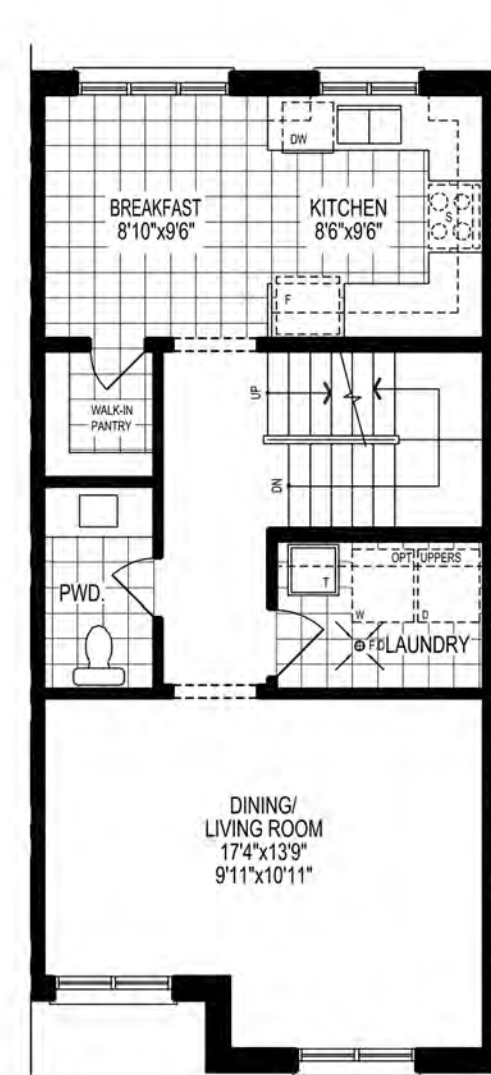 DW
BREAKFAST
8'10"x9'6"
KITCHEN
8'6"x9'6"
S
F
WALK-IN
PANTRY
UP
DN
PWD.
T
OPT UPPERS
W
D
F.D
LAUNDRY
DINING/
LIVING ROOM
17'4"x13'9"
9'11"x10'11"